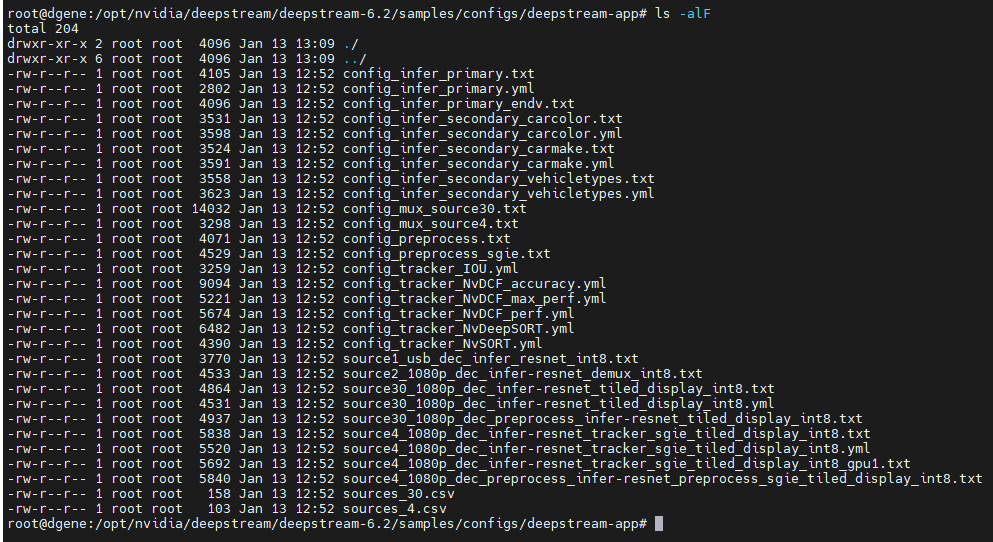 root@dgene:/opt/nvidia/deepstream/deepstream-6.2/samples/configs/deepstream-app# ls -alF
total 204
drwxr-xr-x 2 root root  4096 Jan 13 13:09 ./
drwxr-xr-x 6 root root  4096 Jan 13 13:09 ../
-rw-r--r-- 1 root root  4105 Jan 13 12:52 config_infer_primary.txt
-rw-r--r-- 1 root root  2802 Jan 13 12:52 config_infer_primary.yml
-rw-r--r-- 1 root root  4096 Jan 13 12:52 config_infer_primary_endv.txt
-rw-r--r-- 1 root root  3531 Jan 13 12:52 config_infer_secondary_carcolor.txt
-rw-r--r-- 1 root root  3598 Jan 13 12:52 config_infer_secondary_carcolor.yml
-rw-r--r-- 1 root root  3524 Jan 13 12:52 config_infer_secondary_carmake.txt
-rw-r--r-- 1 root root  3591 Jan 13 12:52 config_infer_secondary_carmake.yml
-rw-r--r-- 1 root root  3558 Jan 13 12:52 config_infer_secondary_vehicletypes.txt
-rw-r--r-- 1 root root  3623 Jan 13 12:52 config_infer_secondary_vehicletypes.yml
-rw-r--r-- 1 root root 14032 Jan 13 12:52 config_mux_source30.txt
-rw-r--r-- 1 root root  3298 Jan 13 12:52 config_mux_source4.txt
-rw-r--r-- 1 root root  4071 Jan 13 12:52 config_preprocess.txt
-rw-r--r-- 1 root root  4529 Jan 13 12:52 config_preprocess_sgie.txt
-rw-r--r-- 1 root root  3259 Jan 13 12:52 config_tracker_IOU.yml
-rw-r--r-- 1 root root  9094 Jan 13 12:52 config_tracker_NvDCF_accuracy.yml
-rw-r--r-- 1 root root  5221 Jan 13 12:52 config_tracker_NvDCF_max_perf.yml
-rw-r--r-- 1 root root  5674 Jan 13 12:52 config_tracker_NvDCF_perf.yml
-rw-r--r-- 1 root root  6482 Jan 13 12:52 config_tracker_NvDeepSORT.yml
-rw-r--r-- 1 root root  4390 Jan 13 12:52 config_tracker_NvSORT.yml
-rw-r--r-- 1 root root  3770 Jan 13 12:52 source1_usb_dec_infer_resnet_int8.txt
-rw-r--r-- 1 root root  4533 Jan 13 12:52 source2_1080p_dec_infer-resnet_demux_int8.txt
-rw-r--r-- 1 root root  4864 Jan 13 12:52 source30_1080p_dec_infer-resnet_tiled_display_int8.txt
-rw-r--r-- 1 root root  4531 Jan 13 12:52 source30_1080p_dec_infer-resnet_tiled_display_int8.yml
-rw-r--r-- 1 root root  4937 Jan 13 12:52 source30_1080p_dec_preprocess_infer-resnet_tiled_display_int8.txt
-rw-r--r-- 1 root root  5838 Jan 13 12:52 source4_1080p_dec_infer-resnet_tracker_sgie_tiled_display_int8.txt
-rw-r--r-- 1 root root  5520 Jan 13 12:52 source4_1080p_dec_infer-resnet_tracker_sgie_tiled_display_int8.yml
-rw-r--r-- 1 root root  5692 Jan 13 12:52 source4_1080p_dec_infer-resnet_tracker_sgie_tiled_display_int8_gpu1.txt
-rw-r--r-- 1 root root  5840 Jan 13 12:52 source4_1080p_dec_preprocess_infer-resnet_preprocess_sgie_tiled_display_int8.txt
-rw-r--r-- 1 root root   158 Jan 13 12:52 sources_30.csv
-rw-r--r-- 1 root root   103 Jan 13 12:52 sources_4.csv
root@dgene:/opt/nvidia/deepstream/deepstream-6.2/samples/configs/deepstream-app#